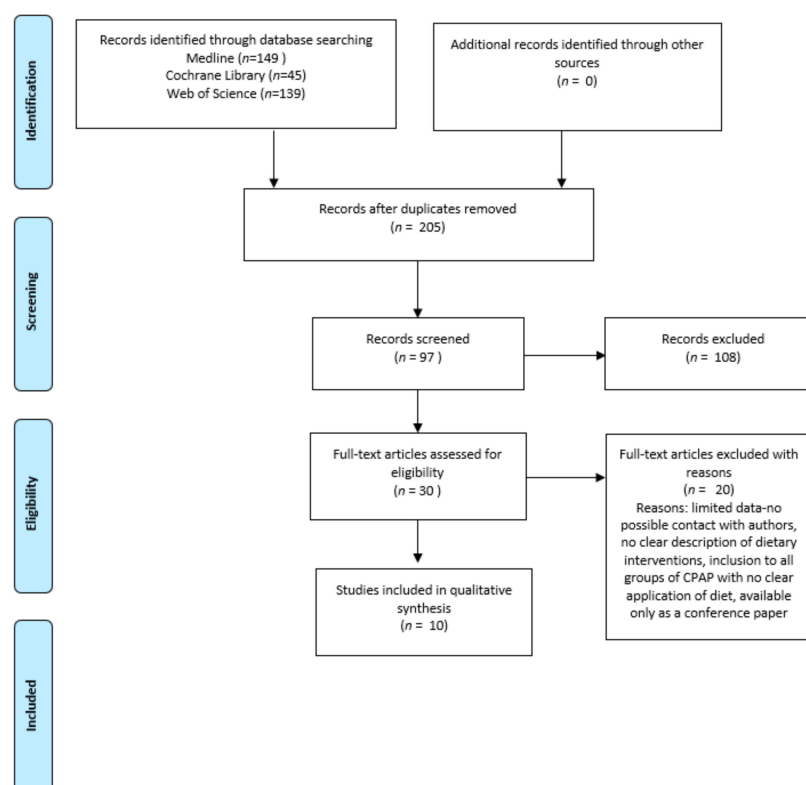 Identification
Records identified through database searching
Medline (n=149 )
Cochrane Library (n=45)
Web of Science (n=139)
Additional records identified through other
sources
(n = 0)
Records after duplicates removed
(n = 205)
Screening
Records screened
(n = 97 )
Records excluded
(n = 108)
Eligibility
Full-text articles assessed for
eligibility
(n = 30 )
Full-text articles excluded with
reasons
(n = 20)
Reasons: limited data-no
possible contact with authors,
no clear description of dietary
interventions, inclusion to all
groups of CPAP with no clear
application of diet, available
only as a conference paper
Studies included in qualitative
synthesis
(n = 10)
Included